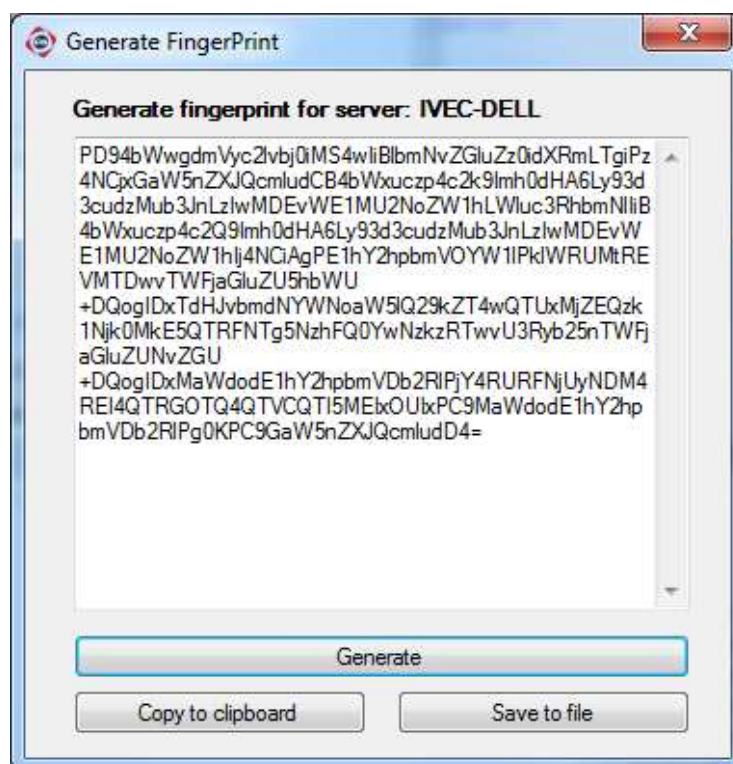 Generate FingerPrint
Generate fingerprint for server: IVEC-DELL
PD94bWwgdmVyc2lvbj0iMS4wIiBlbmNvZGluZz0idXRmLTgiPz
4NCjxGaW5nZXJQcmludCB4bWxuczp4c2k9Imh0dHA6Ly93d
3cudzMub3JnLzIwMDEvWE1MU2NoZW1hLWluc3RhbmNlIiB
4bWxuczp4c2Q9Imh0dHA6Ly93d3cudzMub3JnLzIwMDEvW
E1MU2NoZW1hIj4NCiAgPE1hY2hpbmVOYW1lPklWRUMtRE
VMTDwvTWFjaGluZU5hbWU
+DQogIDxTdHJvbmdNYWNoaW5lQ29kZT4wQTUxMjZEQzk
1Njk0MkE5QTRFNTg5NzhFQ0YwNzkzRTwvU3Ryb25nTWFj
aGluZUNvZGU
+DQogIDxMaWdodE1hY2hpbmVDb2RlPjY4RURFNjUyNDM4
REI4QTRGOTQ4QTVCQTI5MEIxOUIxPC9MaWdodE1hY2hp
bmVDb2RlPg0KPC9GaW5nZXJQcmludD4=
Generate
Copy to clipboard
Save to file